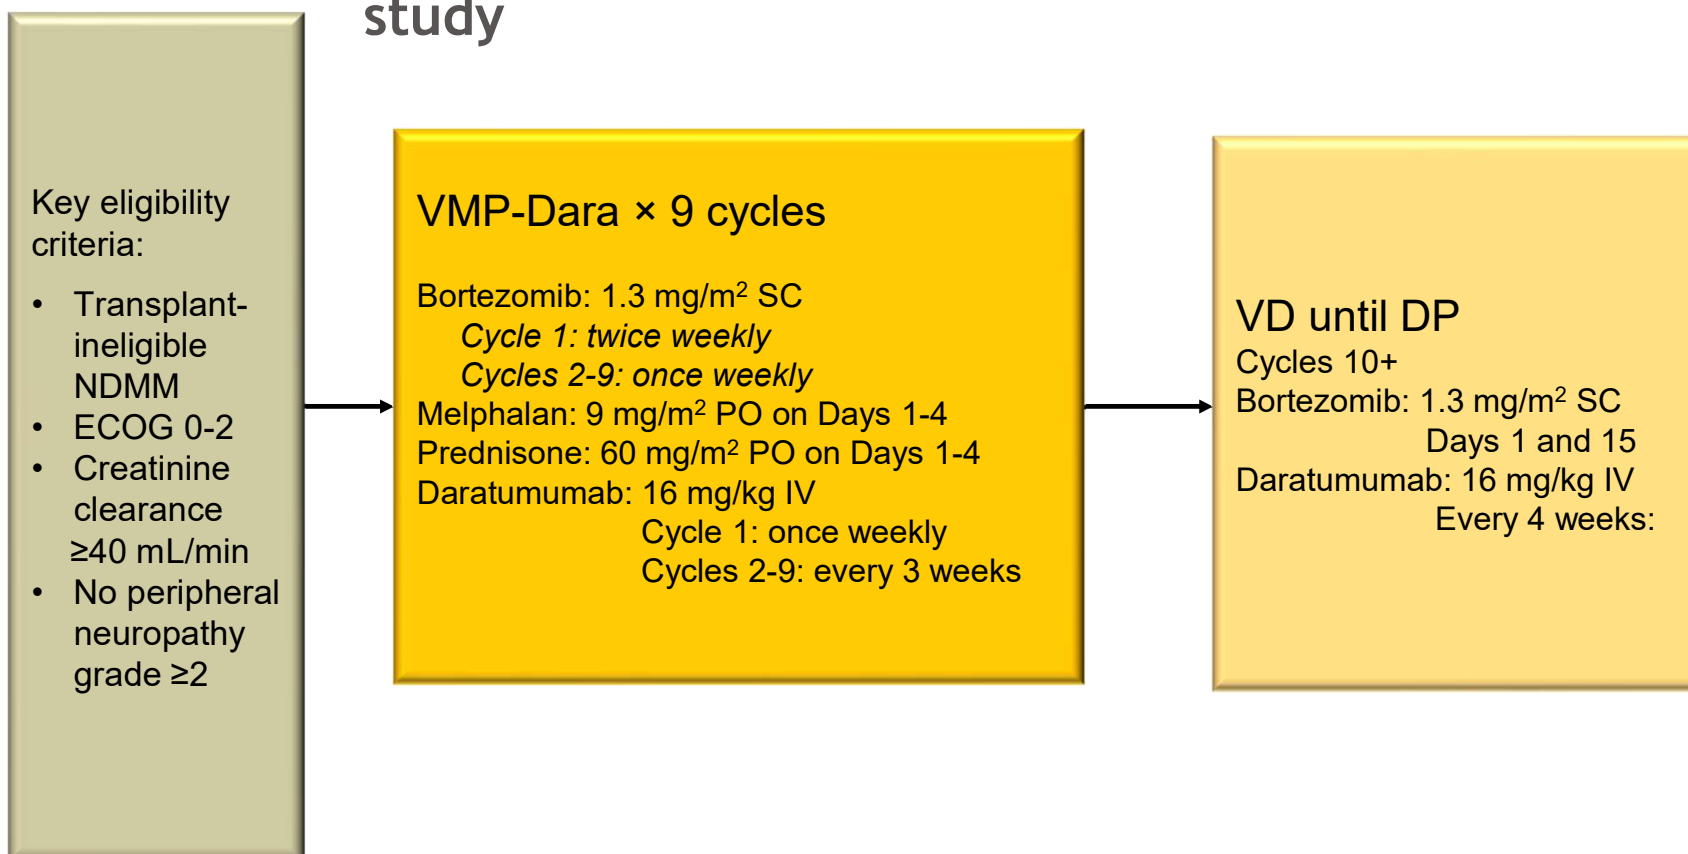 study
Key eligibility
criteria:
• Transplant-
ineligible
NDMM
• ECOG 0-2
• Creatinine
clearance
≥40 mL/min
• No peripheral
neuropathy
grade ≥2
VMP-Dara × 9 cycles
Bortezomib: 1.3 mg/m² SC
Cycle 1: twice weekly
Cycles 2-9: once weekly
Melphalan: 9 mg/m² PO on Days 1-4
Prednisone: 60 mg/m² PO on Days 1-4
Daratumumab: 16 mg/kg IV
Cycle 1: once weekly
Cycles 2-9: every 3 weeks
VD until DP
Cycles 10+
Bortezomib: 1.3 mg/m² SC
Days 1 and 15
Daratumumab: 16 mg/kg IV
Every 4 weeks: